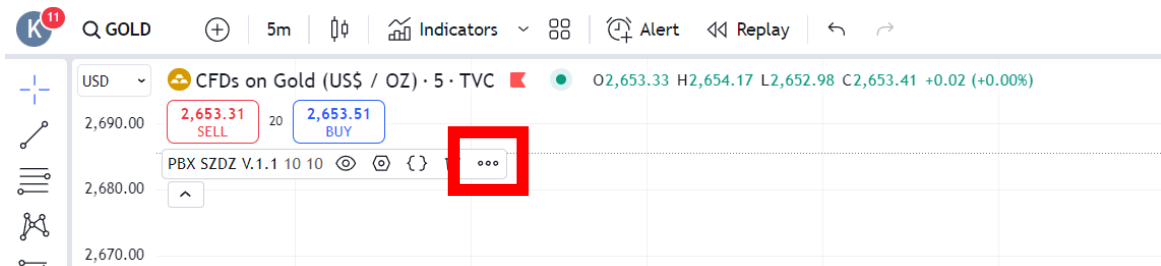 K 11 GOLD 5m Indicators Alert Replay
USD CFDs on Gold (US$ / OZ) · 5 · TVC O2,653.33 H2,654.17 L2,652.98 C2,653.41 +0.02 (+0.00%)
2,690.00 2,653.31 20 2,653.51
SELL BUY
PBX SZDZ V.1.1 10 10
2,680.00
2,670.00